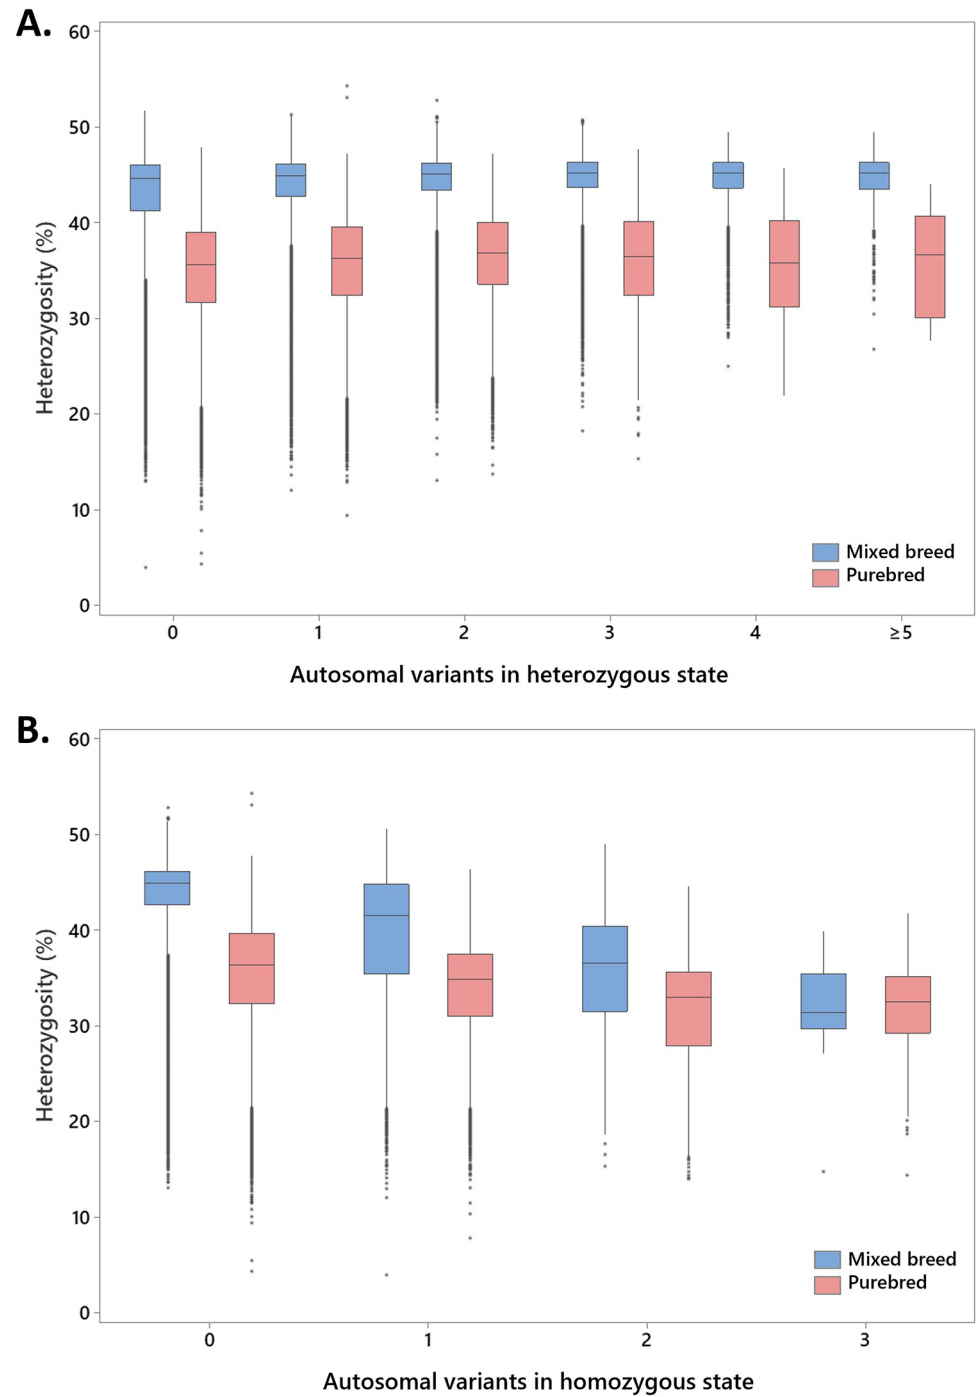 A.
60
50
40
30
20
10
0
Heterozygosity (%)
Mixed breed
Purebred
0 1 2 3 4 ≥5
Autosomal variants in heterozygous state
B.
60
50
40
30
20
10
0
Heterozygosity (%)
Mixed breed
Purebred
0 1 2 3
Autosomal variants in homozygous state